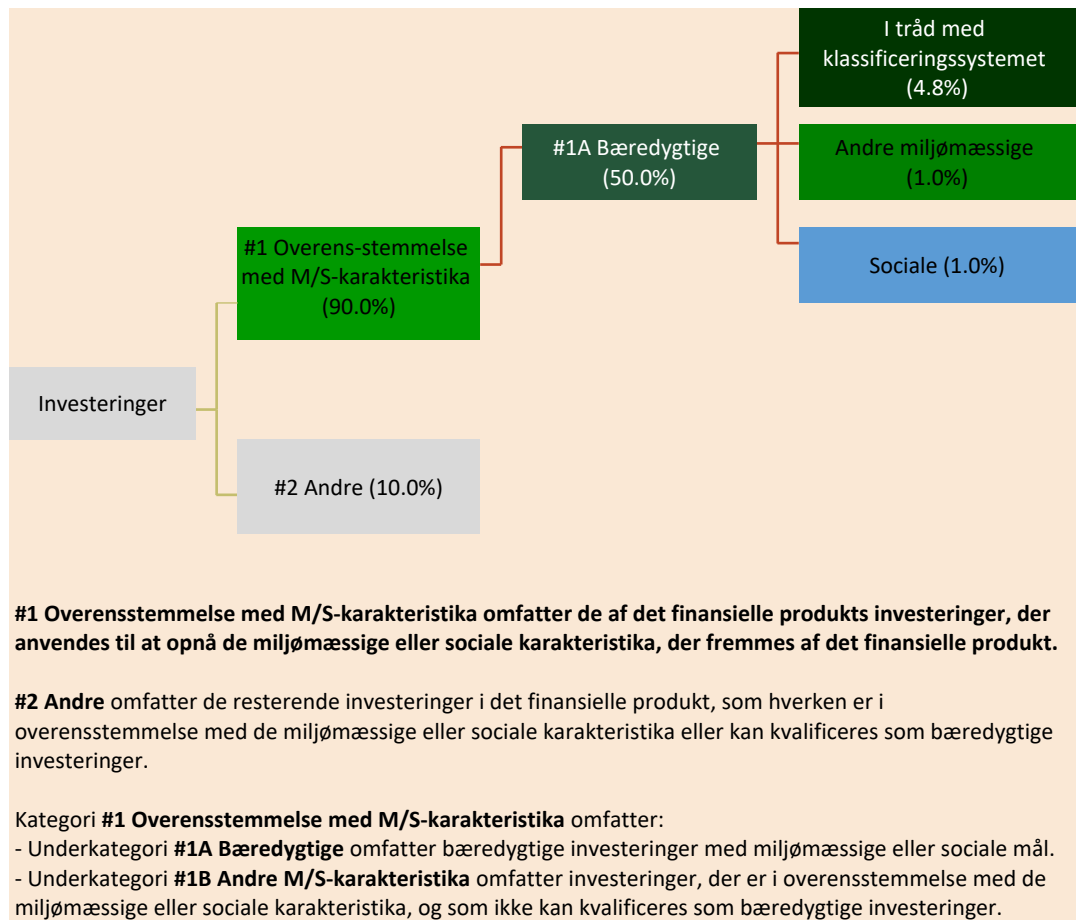 I tråd med
klassificeringssystemet
(4.8%)
#1A Bæredygtige
(50.0%)
Andre miljømæssige
(1.0%)
#1 Overens-stemmelse
med M/S-karakteristika
(90.0%)
Sociale (1.0%)
Investeringer
#2 Andre (10.0%)
#1 Overensstemmelse med M/S-karakteristika omfatter de af det finansielle produkts investeringer, der
anvendes til at opnå de miljømæssige eller sociale karakteristika, der fremmes af det finansielle produkt.
#2 Andre omfatter de resterende investeringer i det finansielle produkt, som hverken er i
overensstemmelse med de miljømæssige eller sociale karakteristika eller kan kvalificeres som bæredygtige
investeringer.
Kategori #1 Overensstemmelse med M/S-karakteristika omfatter:
- Underkategori #1A Bæredygtige omfatter bæredygtige investeringer med miljømæssige eller sociale mål.
- Underkategori #1B Andre M/S-karakteristika omfatter investeringer, der er i overensstemmelse med de
miljømæssige eller sociale karakteristika, og som ikke kan kvalificeres som bæredygtige investeringer.